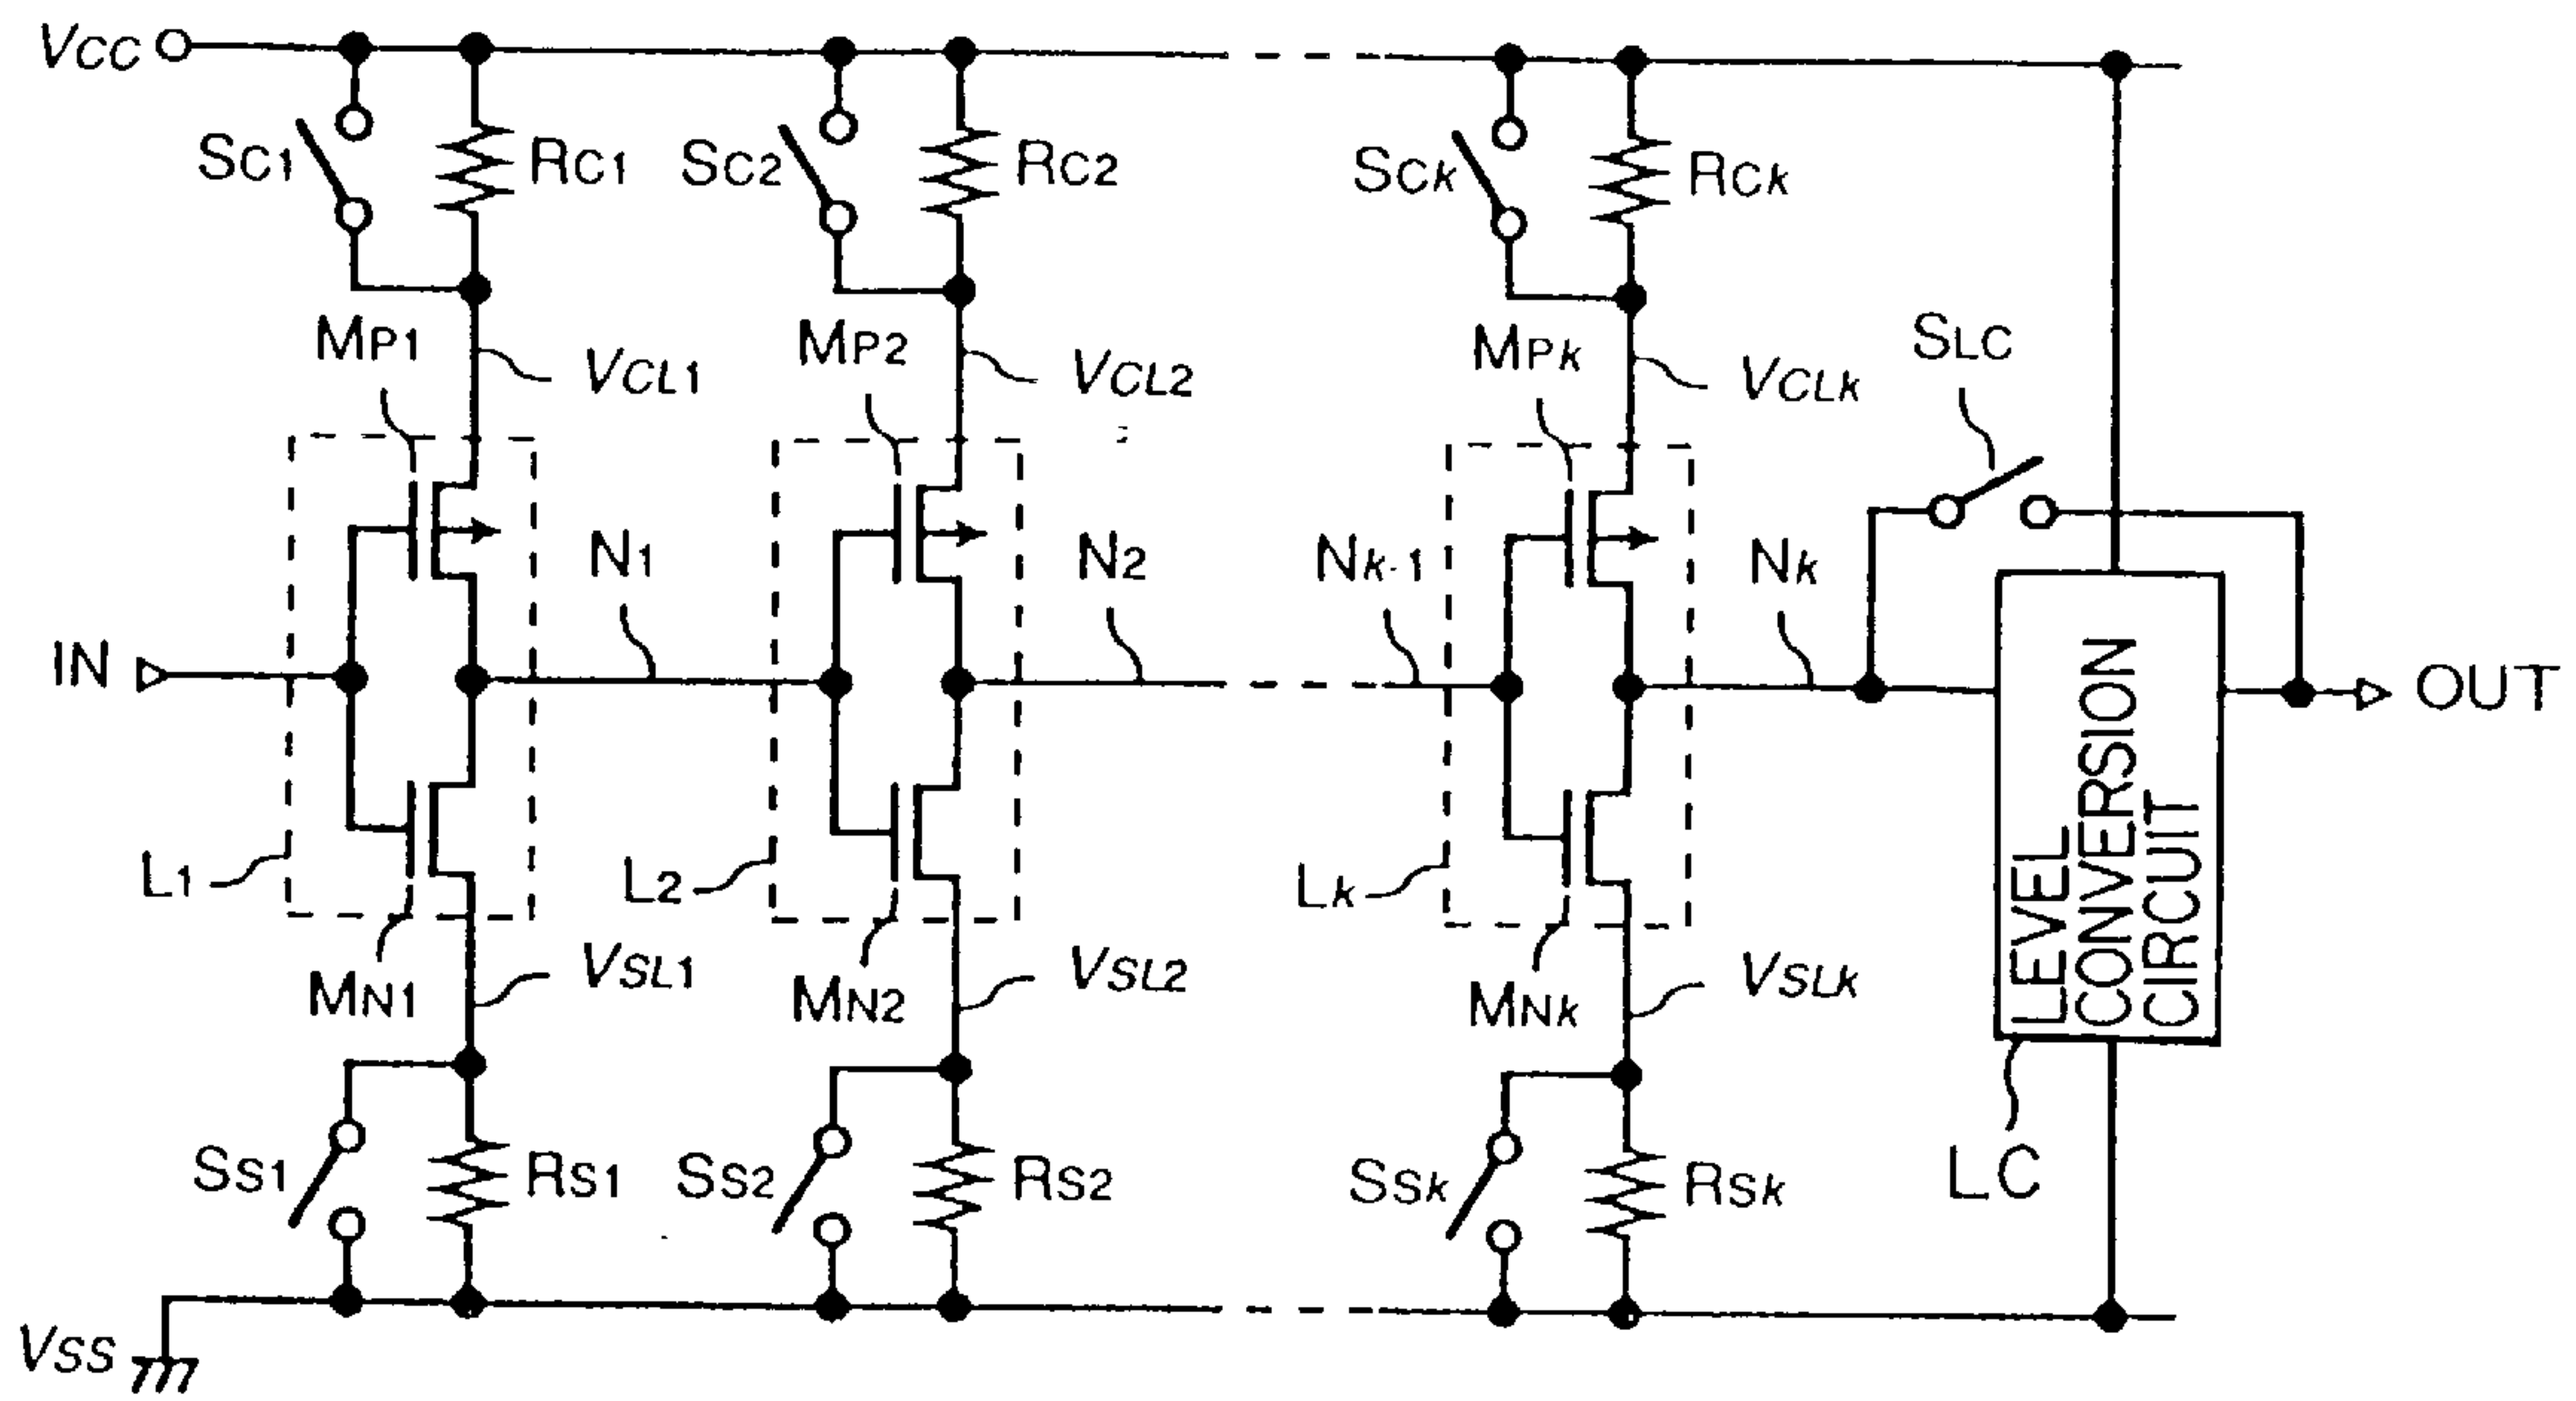 VCC
SC1
RC1
SC2
RC2
SCk
RCk
MP1
VCL1
MP2
VCL2
MPk
VCLk
SLC
IN
N1
N2
Nk-1
Nk
OUT
L1
L2
Lk
LEVEL
CONVERSION
CIRCUIT
MN1
VSL1
MN2
VSL2
MNk
VSLk
LC
SS1
RS1
SS2
RS2
SSk
RSk
VSS